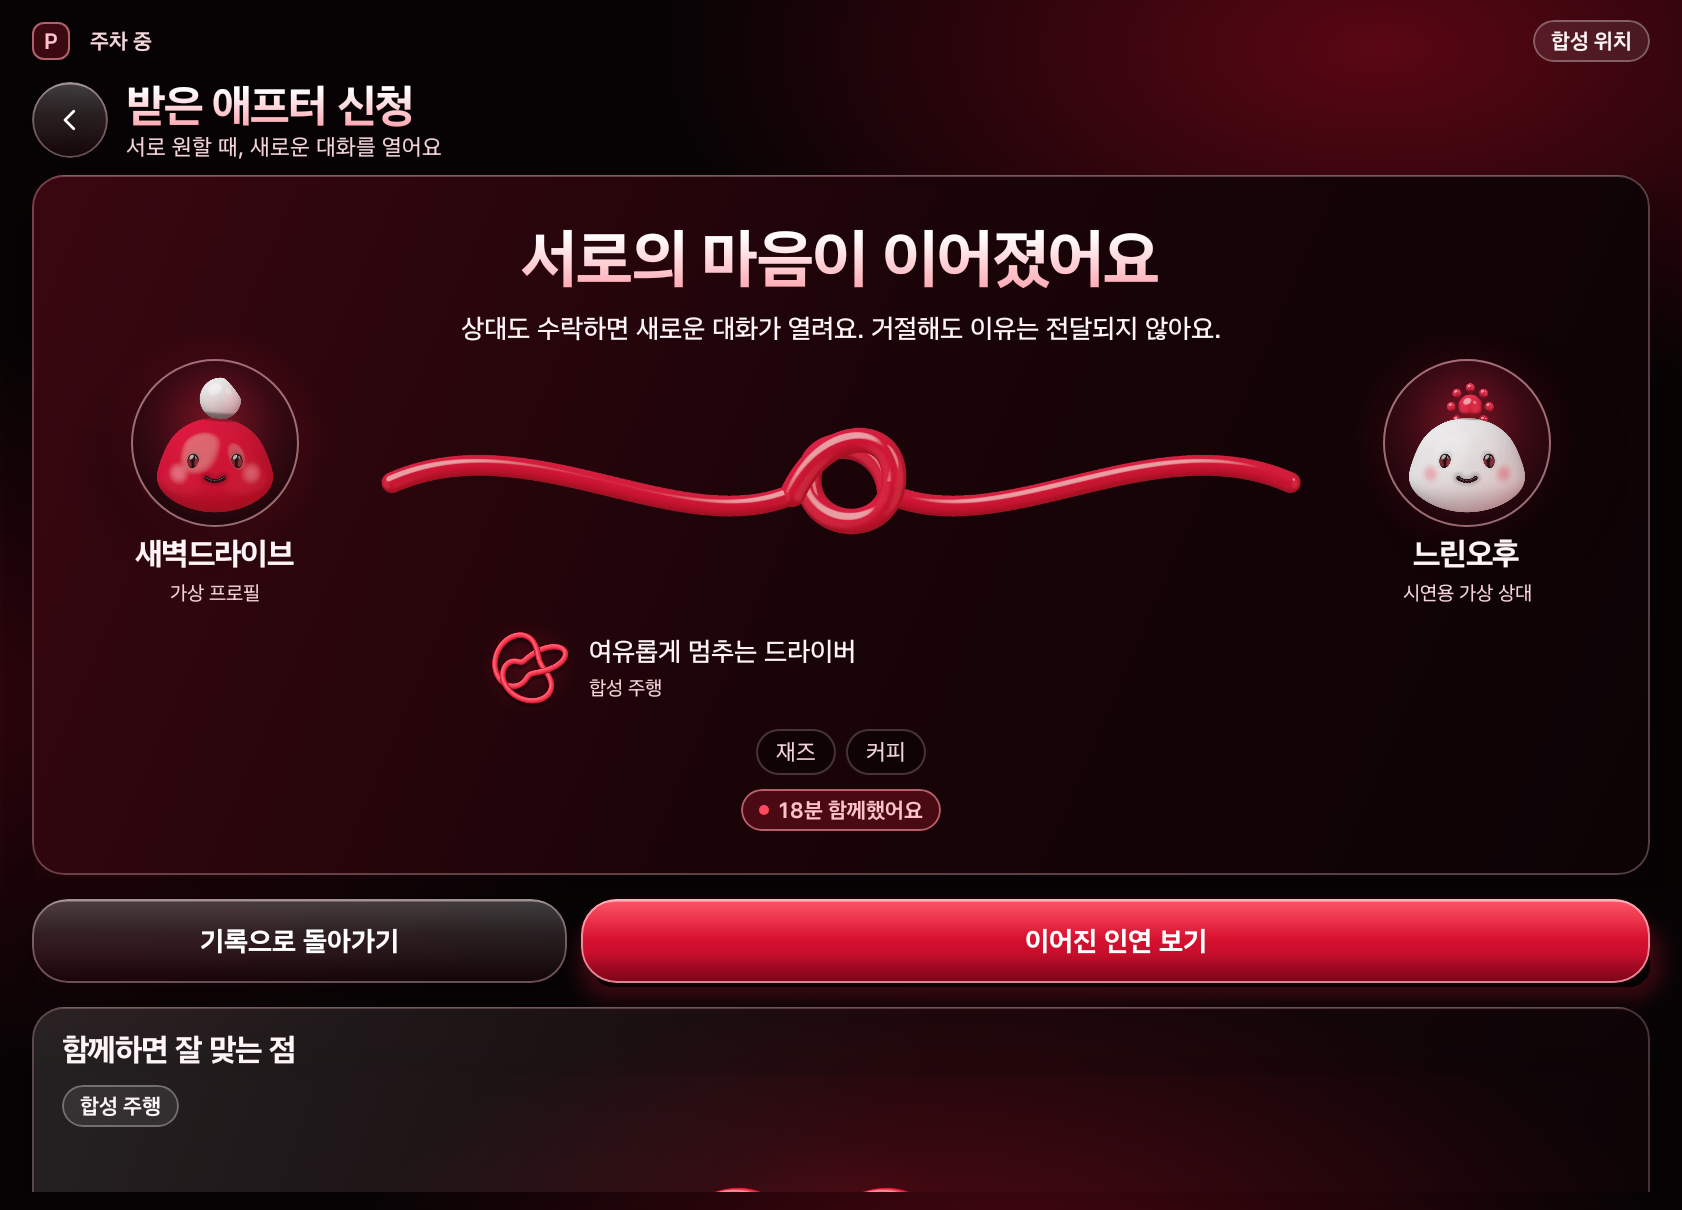 P 주차 중
합성 위치
받은 애프터 신청
서로 원할 때, 새로운 대화를 열어요
서로의 마음이 이어졌어요
상대도 수락하면 새로운 대화가 열려요. 거절해도 이유는 전달되지 않아요.
새벽드라이브
가상 프로필
느린오후
시연용 가상 상대
여유롭게 멈추는 드라이버
합성 주행
재즈
커피
18분 함께했어요
기록으로 돌아가기
이어진 인연 보기
함께하면 잘 맞는 점
합성 주행